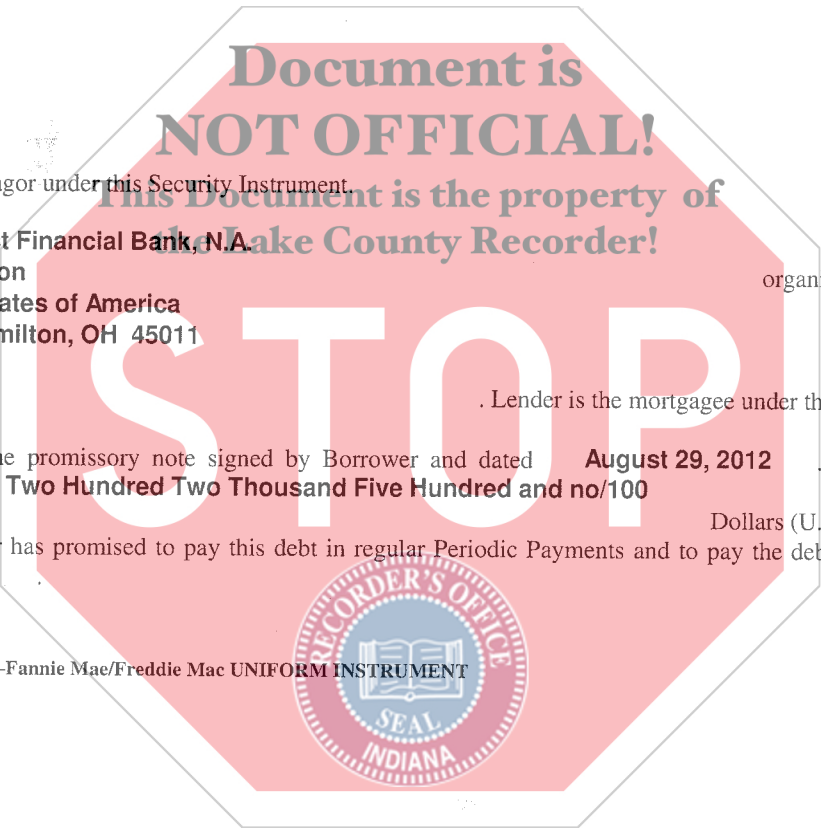 Document is
NOT OFFICIAL!
agor under this Security Instrument.
This Document is the property of
t Financial Bank, N.A.
the Lake County Recorder!
on
organi
ates of America
milton, OH 45011
STOP
. Lender is the mortgagee under th
he promissory note signed by Borrower and dated August 29, 2012 .
Two Hundred Two Thousand Five Hundred and no/100
Dollars (U.
r has promised to pay this debt in regular Periodic Payments and to pay the deb
RECORDER'S OFFICE
-Fannie Mae/Freddie Mac UNIFORM INSTRUMENT
SEAL
INDIANA